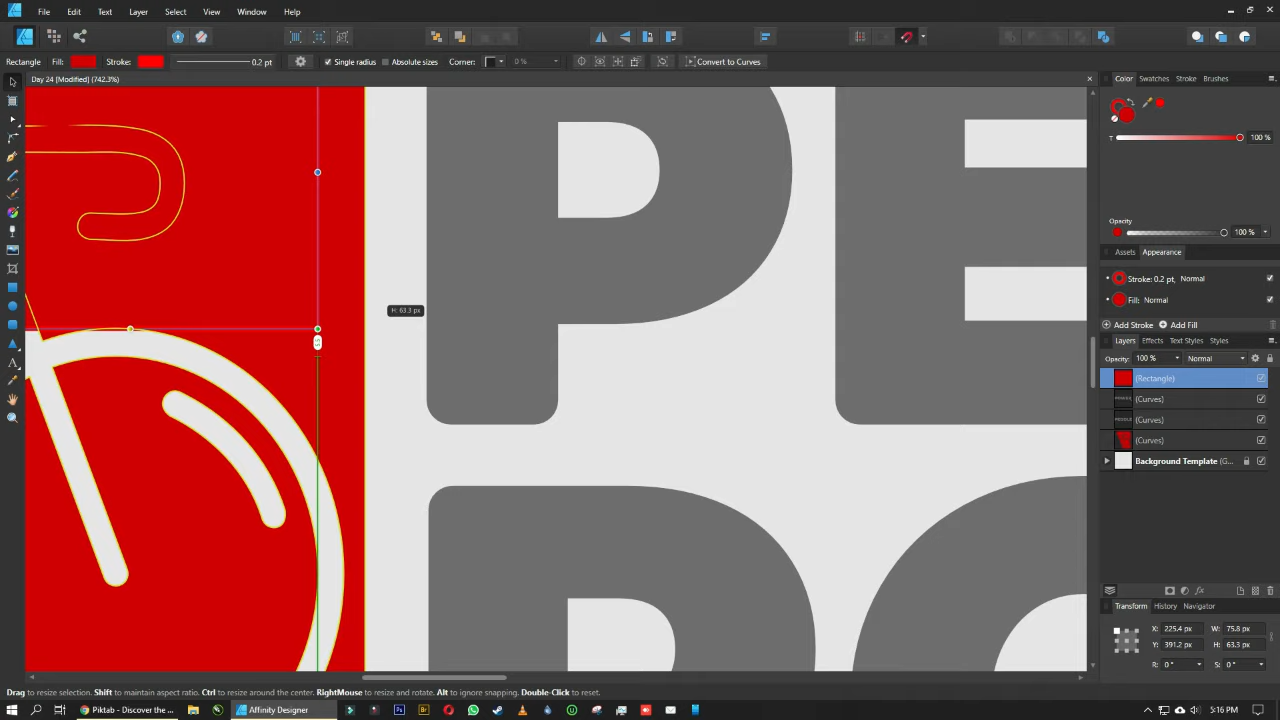 File Edit Text Layer Select View Window Help
Rectangle Fill: Stroke: 0.2 pt Single radius Absolute sizes Corner: 0 % Convert to Curves
Day 24 [Modified] (742.3%)
Color Swatches Stroke Brushes
T 100 %
Opacity
100 %
Assets Appearance
Stroke: 0.2 pt, Normal
Fill: Normal
Add Stroke Add Fill
Layers Effects Text Styles Styles
Opacity: 100 % Normal
(Rectangle)
(Curves)
(Curves)
(Curves)
Background Template (G...
Transform History Navigator
X: 225.4 px W: 75.8 px
Y: 391.2 px H: 63.3 px
R: 0 ° S: 0 °
H: 63.3 px
PE
Drag to resize selection. Shift to maintain aspect ratio. Ctrl to resize around the center. RightMouse to resize and rotate. Alt to ignore snapping. Double-Click to reset.
Piktab - Discover the ... Affinity Designer 5:16 PM